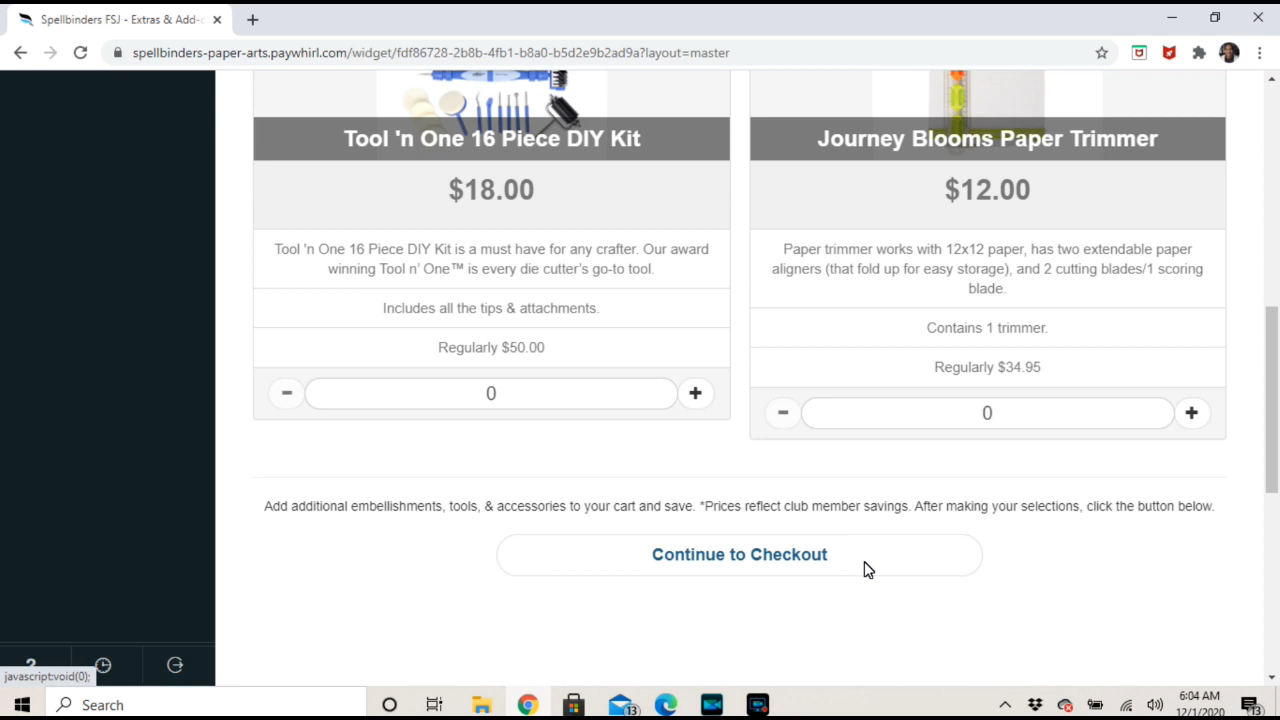 Spellbinders FSJ - Extras & Add-o
spellbinders-paper-arts.paywhirl.com/widget/fdf86728-2b8b-4fb1-b8a0-b5d2e9b2ad9a?layout=master
Tool 'n One 16 Piece DIY Kit
$18.00
Tool 'n One 16 Piece DIY Kit is a must have for any crafter. Our award
winning Tool n' One™ is every die cutter's go-to tool.
Includes all the tips & attachments.
Regularly $50.00
0
Journey Blooms Paper Trimmer
$12.00
Paper trimmer works with 12x12 paper, has two extendable paper
aligners (that fold up for easy storage), and 2 cutting blades/1 scoring
blade.
Contains 1 trimmer.
Regularly $34.95
0
Add additional embellishments, tools, & accessories to your cart and save. *Prices reflect club member savings. After making your selections, click the button below.
Continue to Checkout
?
javascript:void(0);
Search
13
6:04 AM
12/1/2020
13